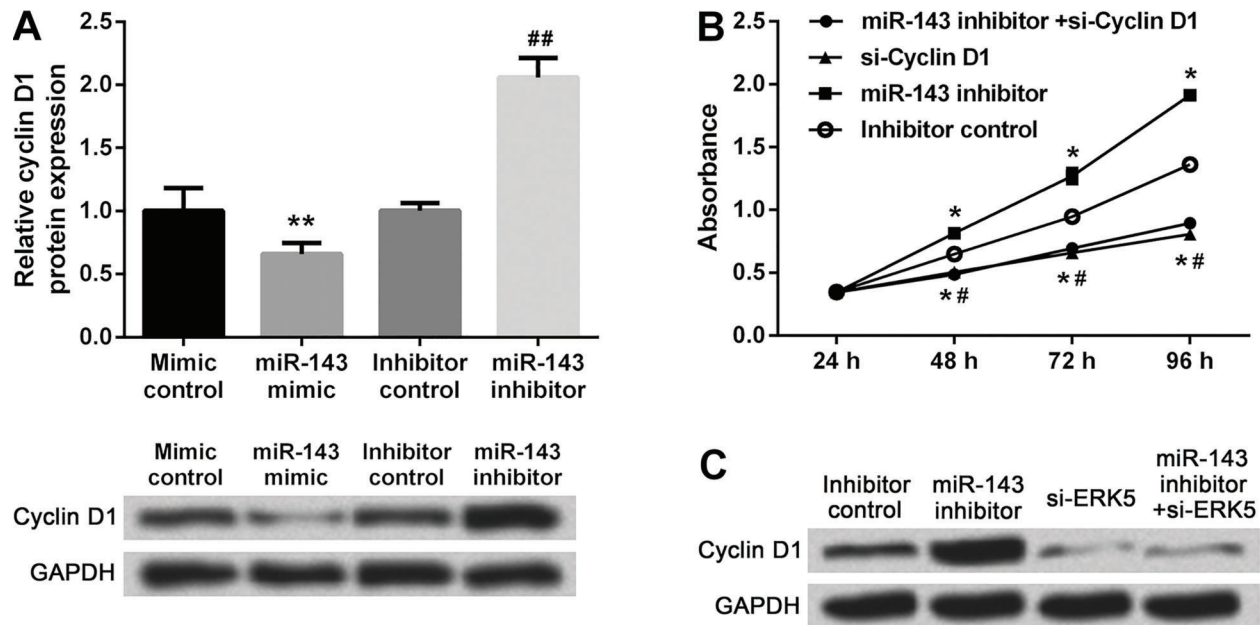 A
Relative cyclin D1
protein expression
2.5
2.0
1.5
1.0
0.5
0.0
**
##
Mimic control
miR-143 mimic
Inhibitor control
miR-143 inhibitor
Mimic control
miR-143 mimic
Inhibitor control
miR-143 inhibitor
Cyclin D1
GAPDH
B
Absorbance
2.5
2.0
1.5
1.0
0.5
0.0
miR-143 inhibitor +si-Cyclin D1
si-Cyclin D1
miR-143 inhibitor
Inhibitor control
*
*
*
*#
*#
*#
24 h
48 h
72 h
96 h
C
Inhibitor control
miR-143 inhibitor
si-ERK5
miR-143 inhibitor +si-ERK5
Cyclin D1
GAPDH